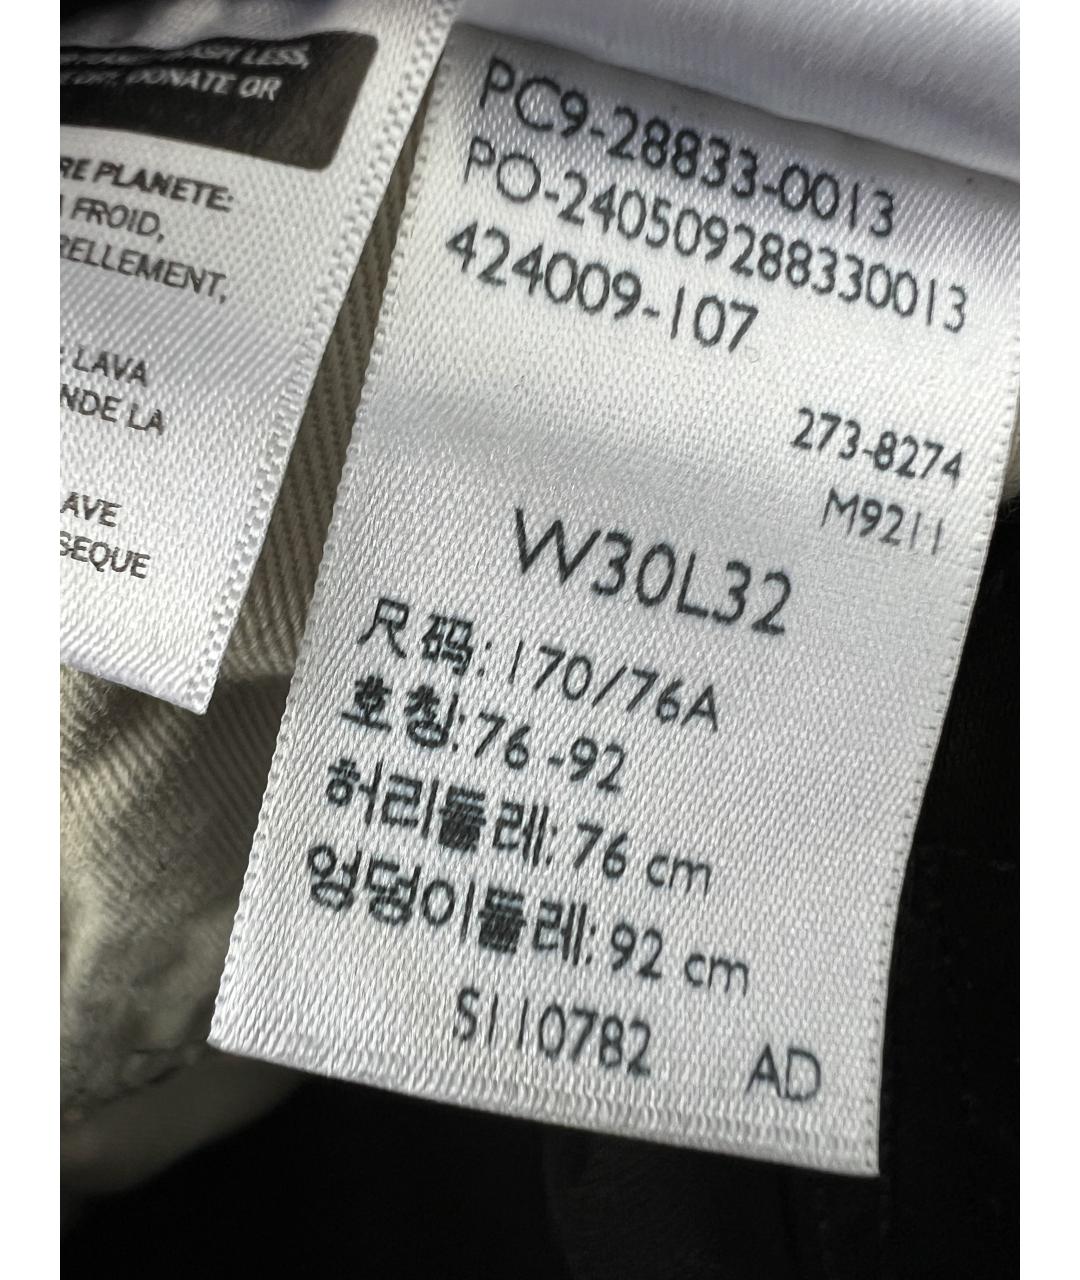 ASH LESS,
DONATE OR
RE PLANETE:
FROID,
RELLEMENT,
LAVA
NDE LA
AVE
SEQUE
PC9-28833-0013
PO-240509288330013
424009-107
273-8274
M9211
W30L32
尺码: 170/76A
호칭: 76 -92
허리둘레: 76 cm
엉덩이둘레: 92 cm
S110782 AD